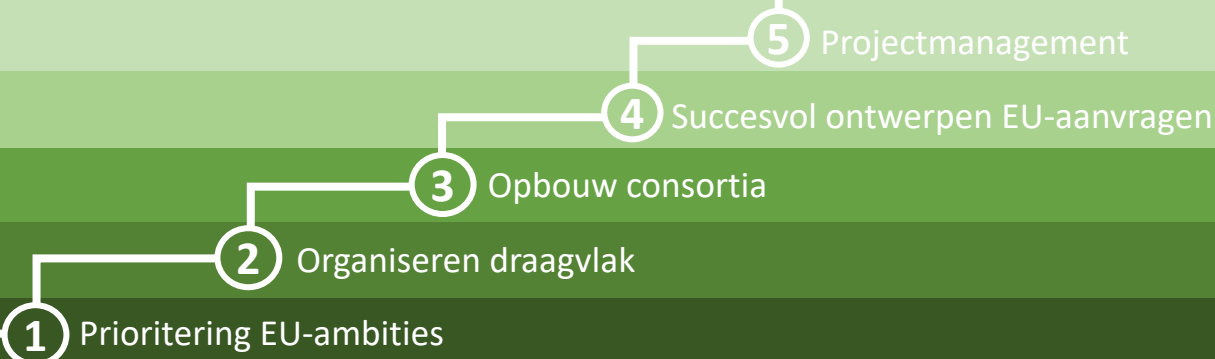 5 Projectmanagement
4 Succesvol ontwerpen EU-aanvragen
3 Opbouw consortia
2 Organiseren draagvlak
1 Prioritering EU-ambities